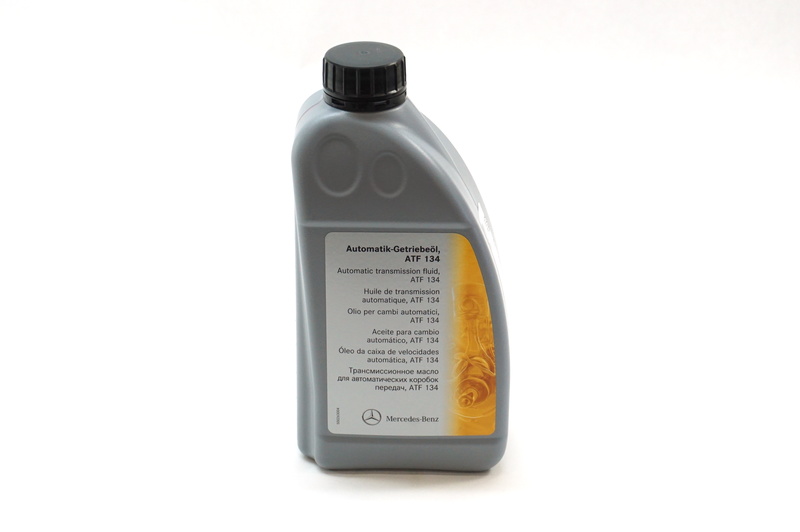 Automatik-Getriebeöl,
ATF 134
Automatic transmission fluid,
ATF 134
Huile de transmission
automatique, ATF 134
Olio per cambi automatici,
ATF 134
Aceite para cambio
automático, ATF 134
Óleo da caixa de velocidades
automática, ATF 134
Трансмиссионное масло
для автоматических коробок
передач, ATF 134
Mercedes-Benz